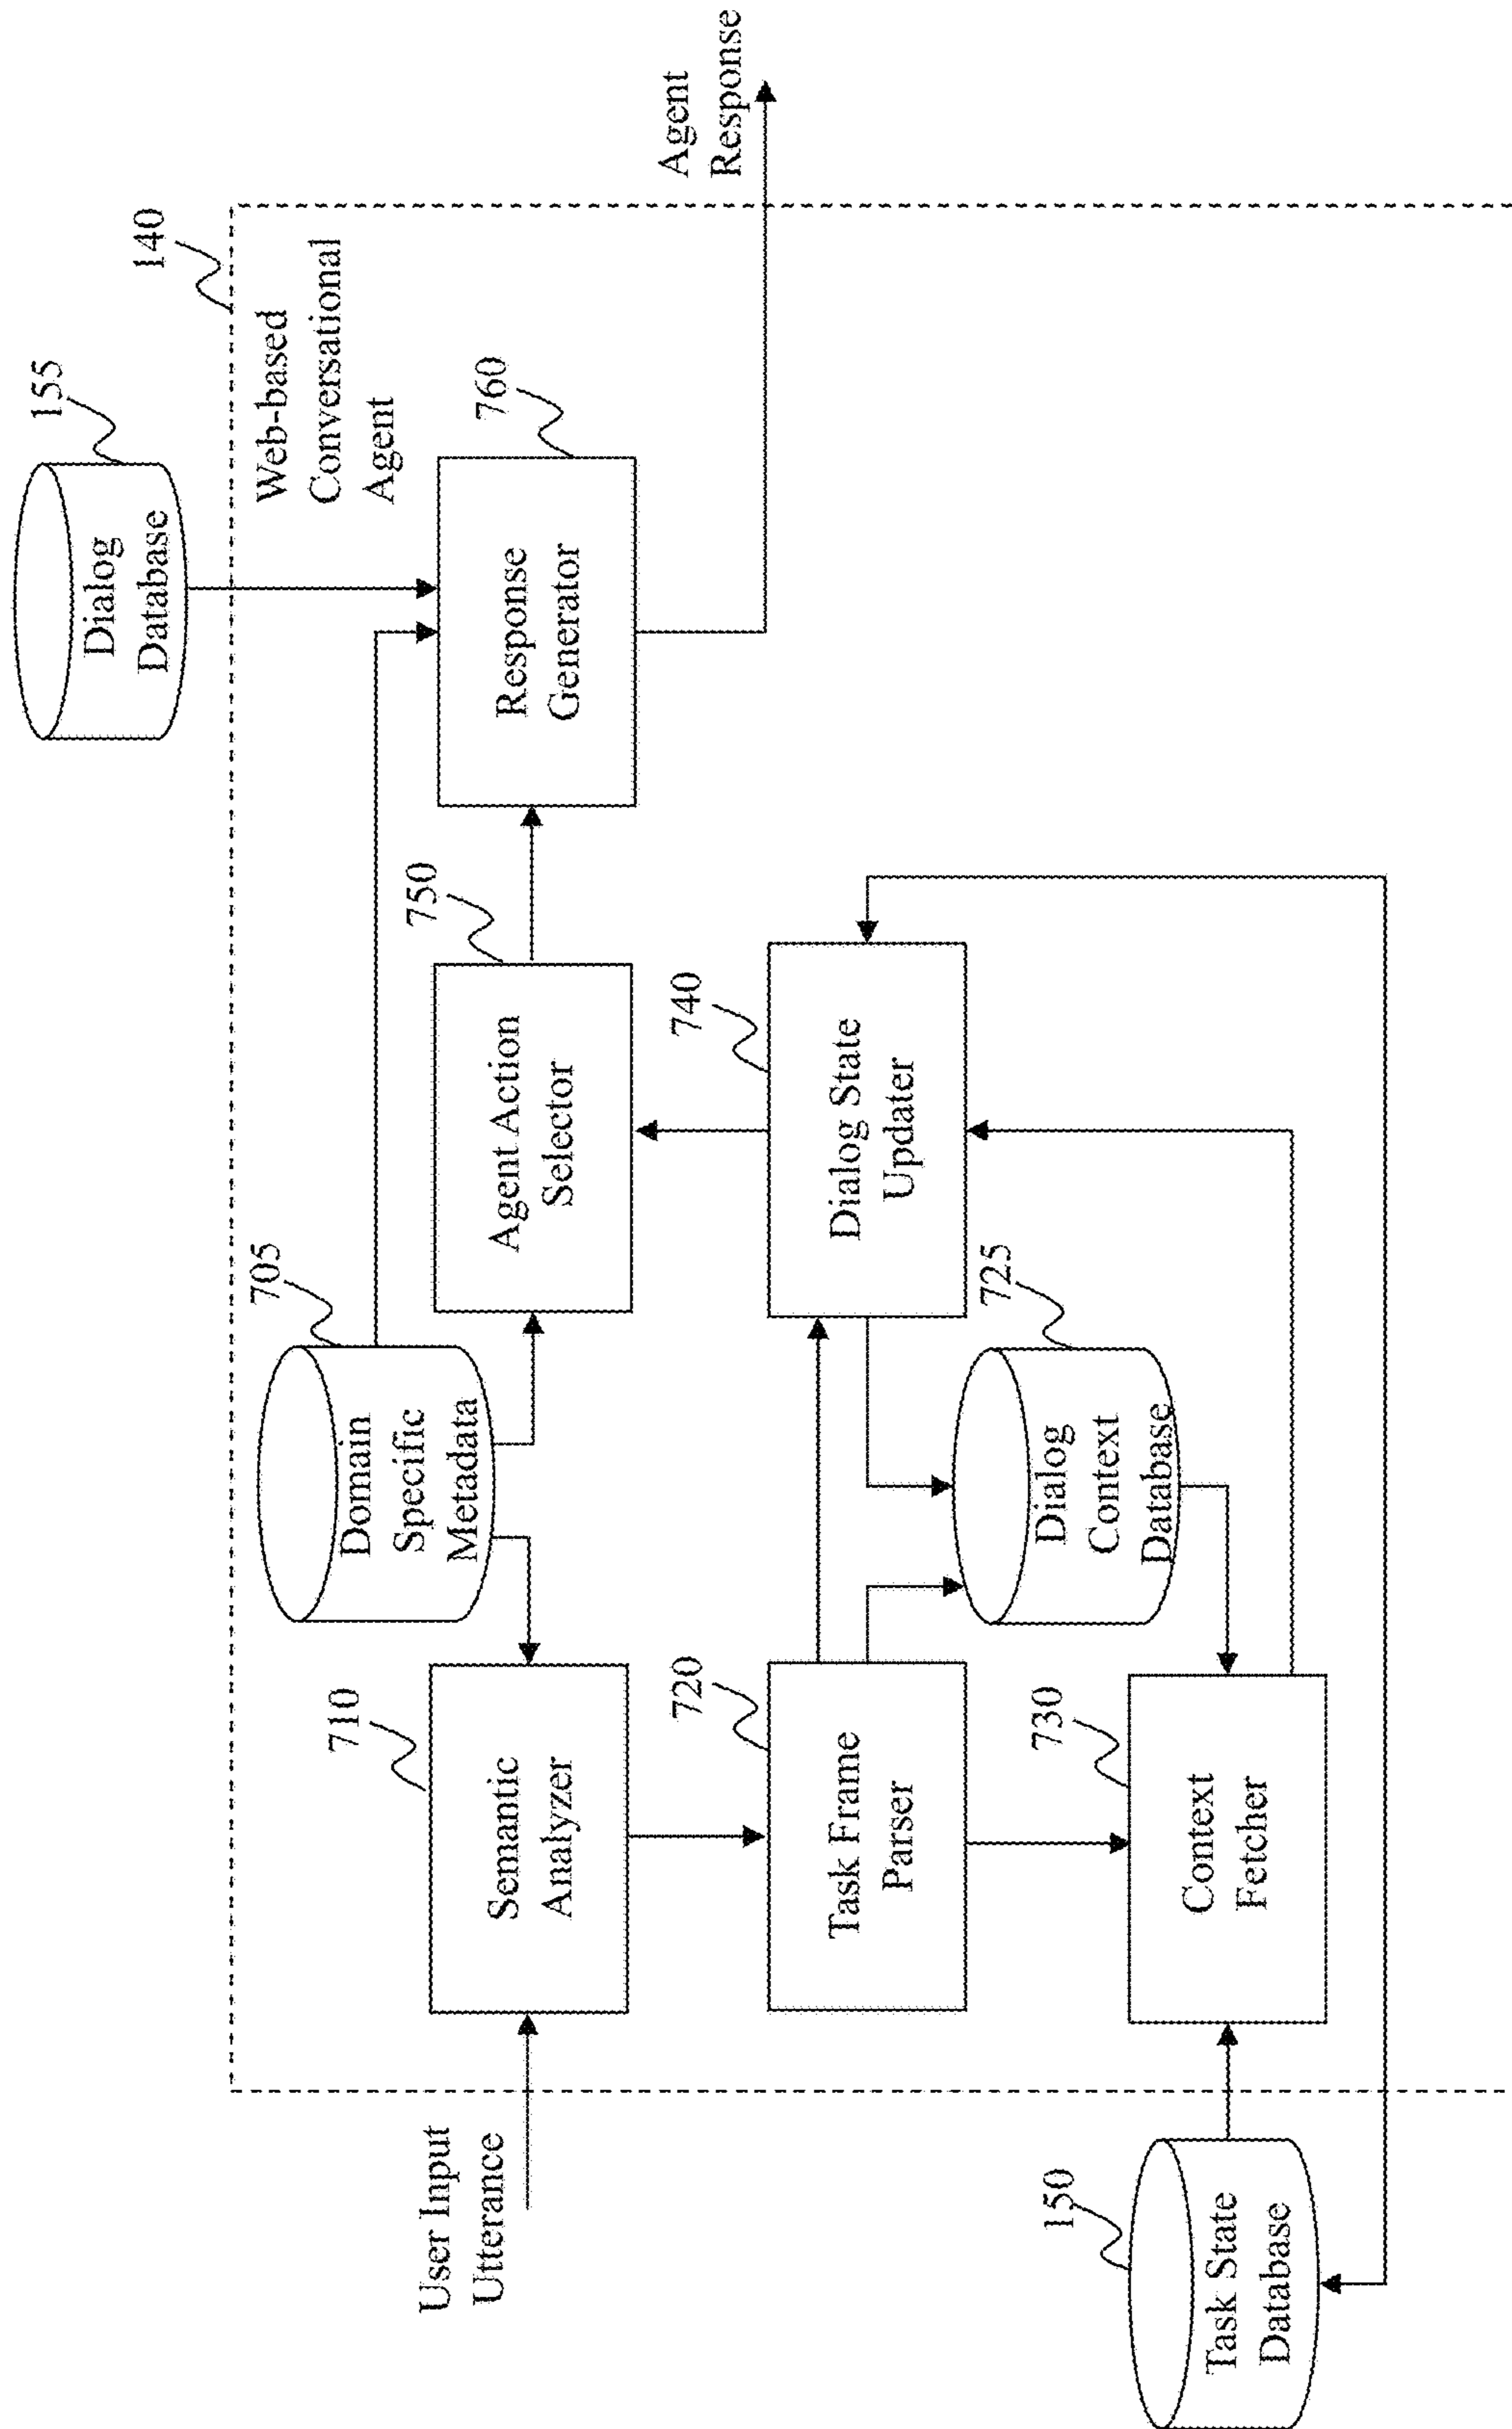 155
Dialog
Database
140
Web-based
Conversational
Agent
760
Response
Generator
Agent
Response
705
Domain
Specific
Metadata
750
Agent Action
Selector
740
Dialog State
Updater
725
Dialog
Context
Database
User Input
Utterance
710
Semantic
Analyzer
720
Task Frame
Parser
730
Context
Fetcher
150
Task State
Database